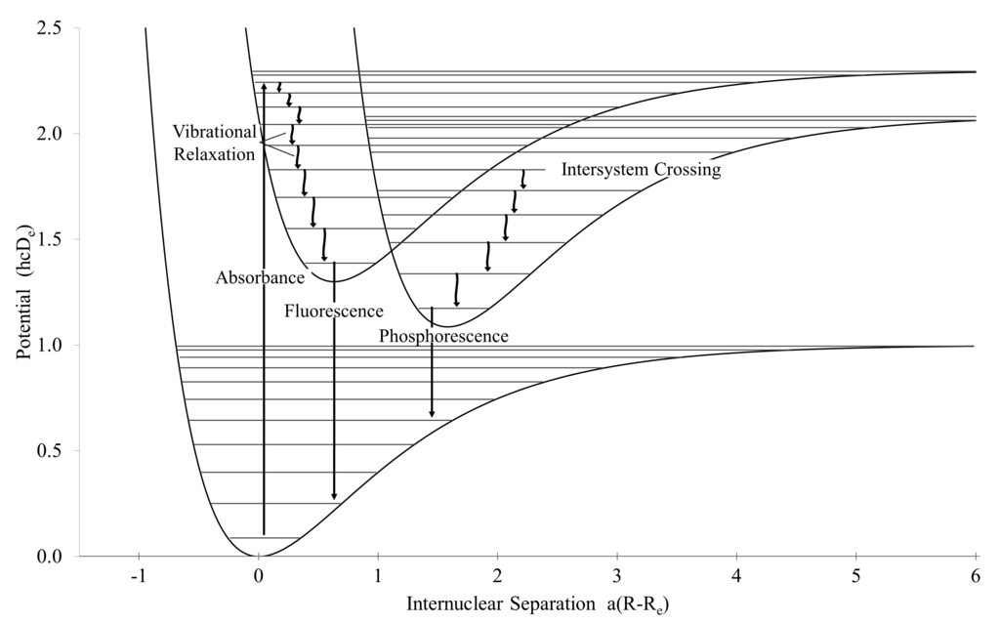 2.5
2.0
1.5
1.0
0.5
0.0
Potential (hcDe)
Vibrational
Relaxation
Intersystem Crossing
Absorbance
Fluorescence
Phosphorescence
-1 0 1 2 3 4 5 6
Internuclear Separation a(R-Re)